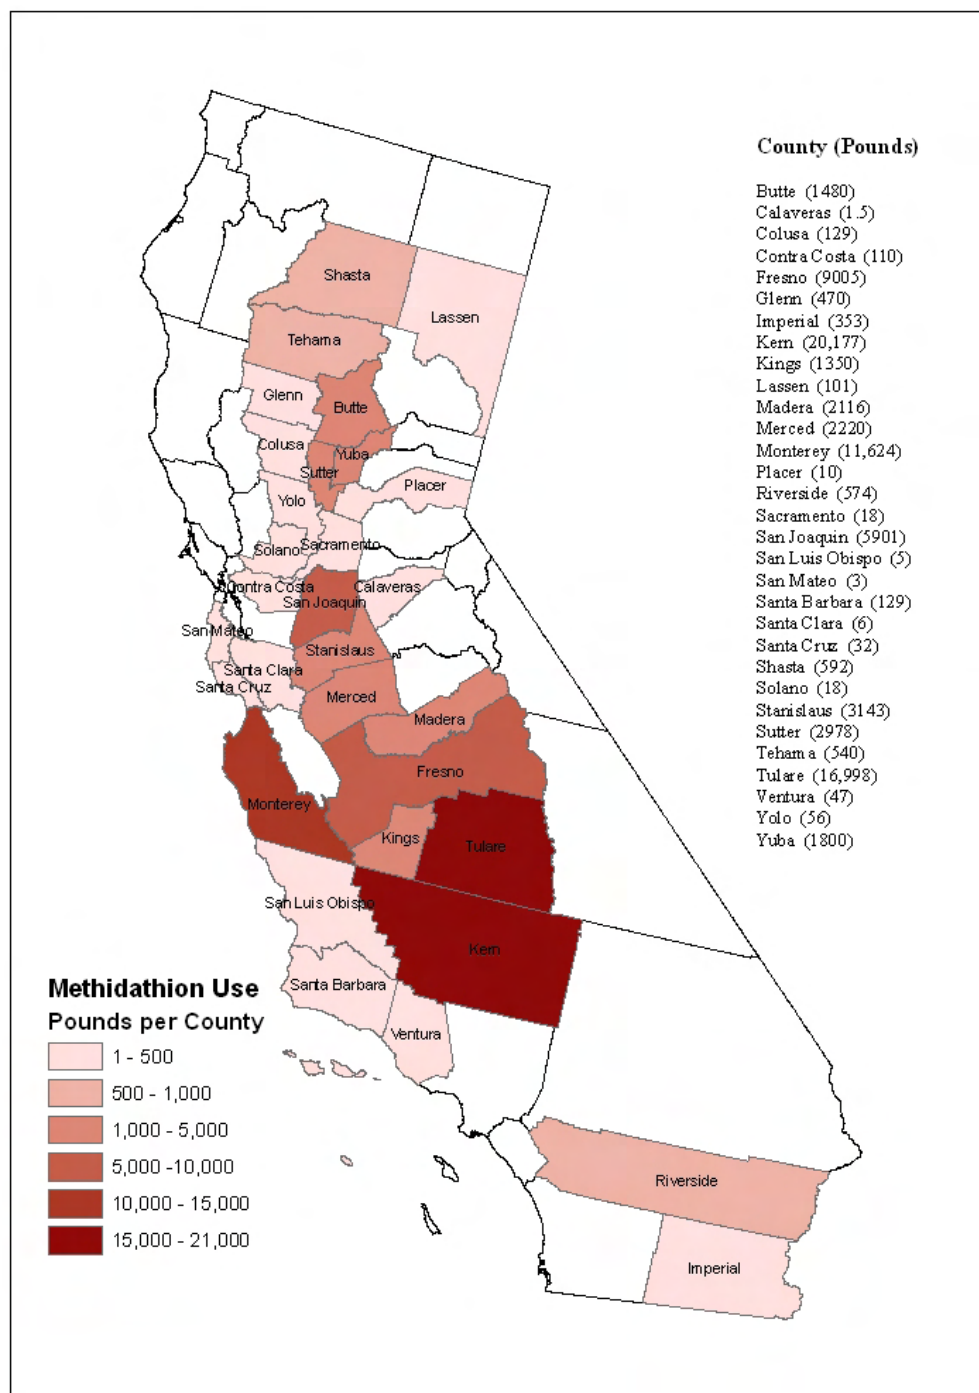 County (Pounds)
Butte (1480)
Calaveras (1.5)
Colusa (129)
Contra Costa (110)
Fresno (9005)
Glenn (470)
Imperial (353)
Kern (20,177)
Kings (1350)
Lassen (101)
Madera (2116)
Merced (2220)
Monterey (11,624)
Placer (10)
Riverside (574)
Sacramento (18)
San Joaquin (5901)
San Luis Obispo (5)
San Mateo (3)
Santa Barbara (129)
Santa Clara (6)
Santa Cruz (32)
Shasta (592)
Solano (18)
Stanislaus (3143)
Sutter (2978)
Tehama (540)
Tulare (16,998)
Ventura (47)
Yolo (56)
Yuba (1800)
Shasta
Lassen
Tehama
Glenn
Butte
Colusa
Yuba
Sutter
Placer
Yolo
Sacramento
Solano
Contra Costa
Calaveras
San Joaquin
San Mateo
Stanislaus
Santa Clara
Santa Cruz
Merced
Madera
Fresno
Monterey
Kings
Tulare
San Luis Obispo
Kern
Santa Barbara
Ventura
Riverside
Imperial
Methidathion Use
Pounds per County
1 - 500
500 - 1,000
1,000 - 5,000
5,000 -10,000
10,000 - 15,000
15,000 - 21,000